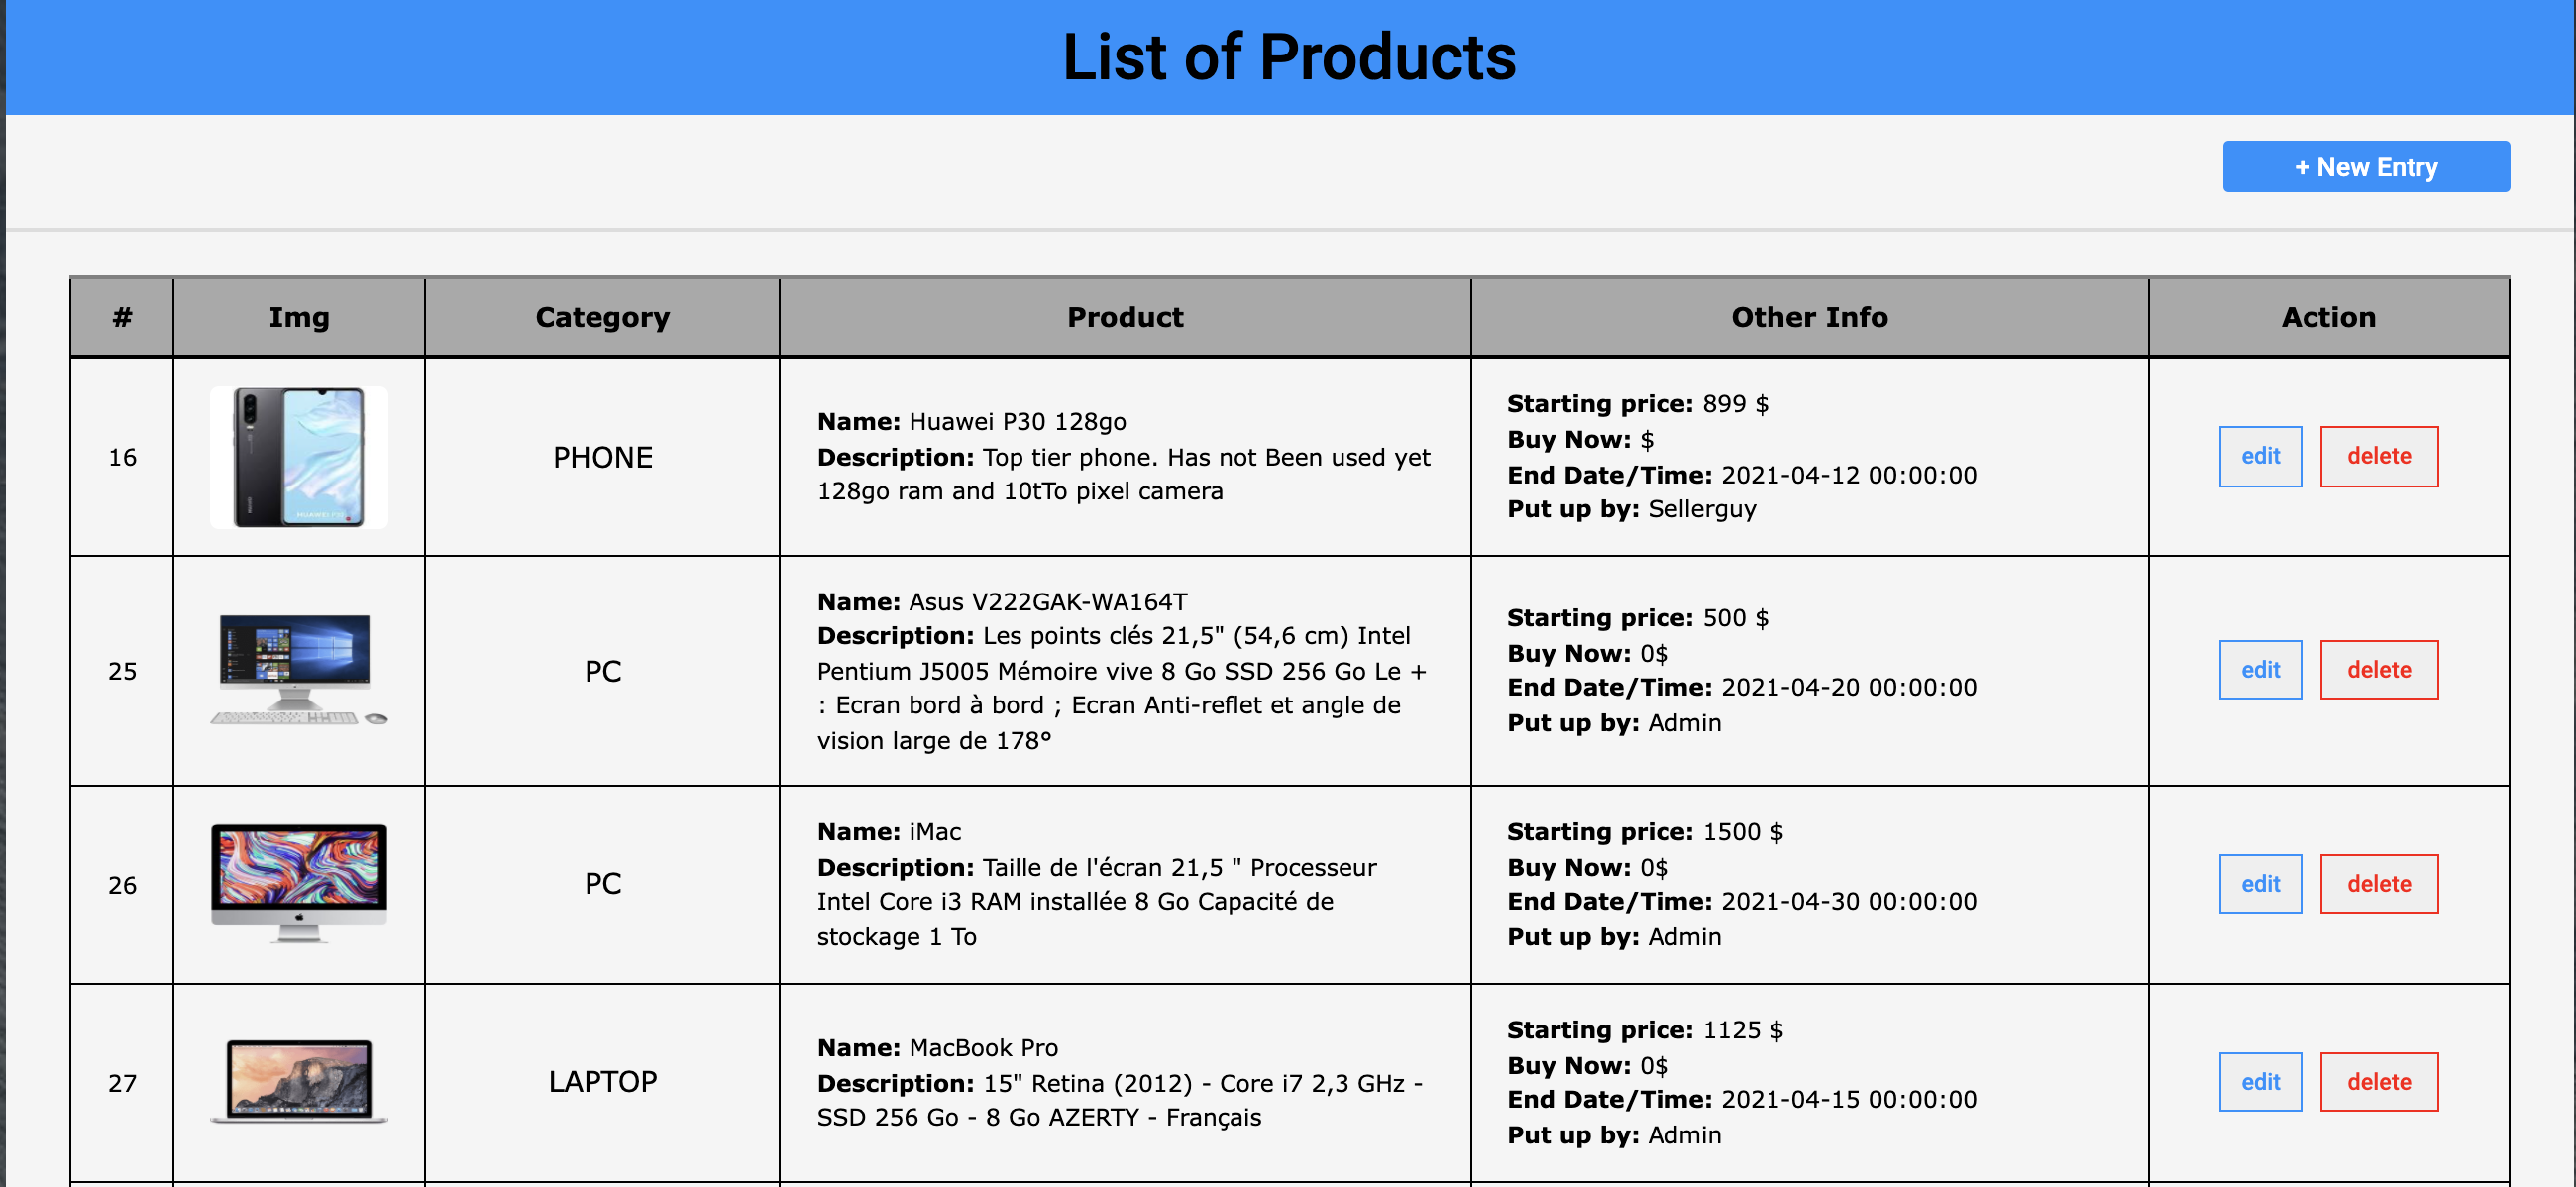 List of Products
+ New Entry
# Img Category Product Other Info Action
16
HUAWEI P30
PHONE
Name: Huawei P30 128go
Description: Top tier phone. Has not Been used yet
128go ram and 10tTo pixel camera
Starting price: 899 $
Buy Now: $
End Date/Time: 2021-04-12 00:00:00
Put up by: Sellerguy
edit delete
25
PC
Name: Asus V222GAK-WA164T
Description: Les points clés 21,5" (54,6 cm) Intel
Pentium J5005 Mémoire vive 8 Go SSD 256 Go Le +
: Ecran bord à bord ; Ecran Anti-reflet et angle de
vision large de 178°
Starting price: 500 $
Buy Now: 0$
End Date/Time: 2021-04-20 00:00:00
Put up by: Admin
edit delete
26
PC
Name: iMac
Description: Taille de l'écran 21,5 " Processeur
Intel Core i3 RAM installée 8 Go Capacité de
stockage 1 To
Starting price: 1500 $
Buy Now: 0$
End Date/Time: 2021-04-30 00:00:00
Put up by: Admin
edit delete
27
LAPTOP
Name: MacBook Pro
Description: 15" Retina (2012) - Core i7 2,3 GHz -
SSD 256 Go - 8 Go AZERTY - Français
Starting price: 1125 $
Buy Now: 0$
End Date/Time: 2021-04-15 00:00:00
Put up by: Admin
edit delete